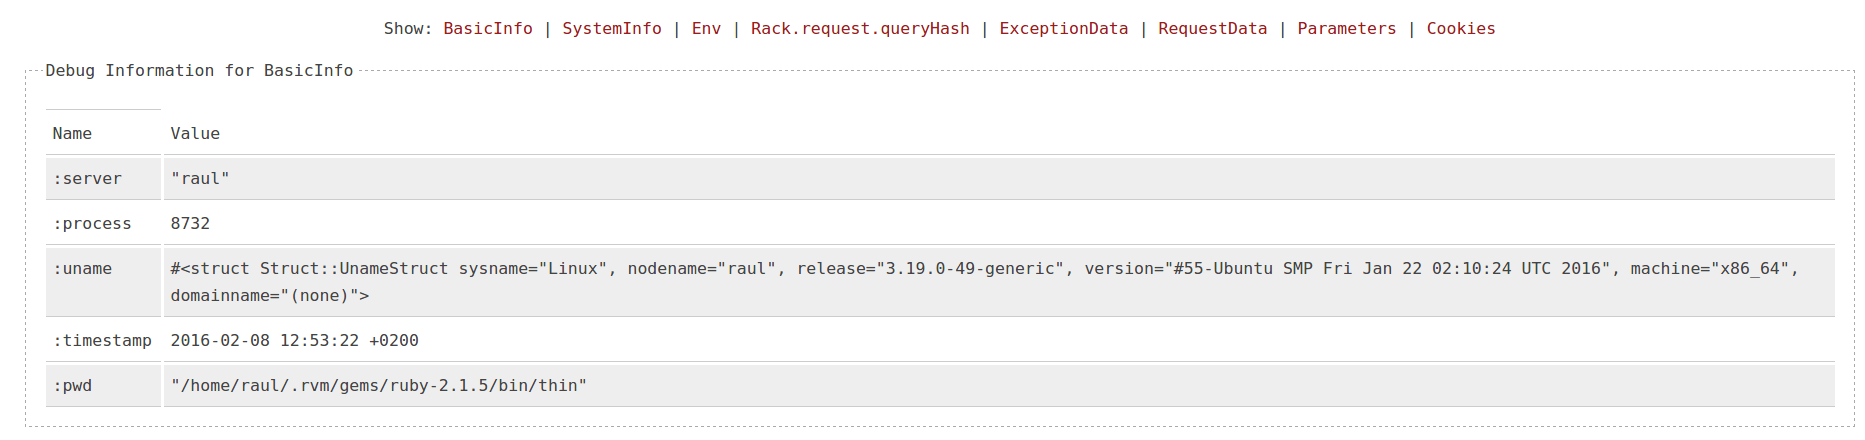 Show: BasicInfo | SystemInfo | Env | Rack.request.queryHash | ExceptionData | RequestData | Parameters | Cookies
Debug Information for BasicInfo
Name Value
:server "raul"
:process 8732
:uname #<struct Struct::UnameStruct sysname="Linux", nodename="raul", release="3.19.0-49-generic", version="#55-Ubuntu SMP Fri Jan 22 02:10:24 UTC 2016", machine="x86_64",
domainname="(none)">
:timestamp 2016-02-08 12:53:22 +0200
:pwd "/home/raul/.rvm/gems/ruby-2.1.5/bin/thin"